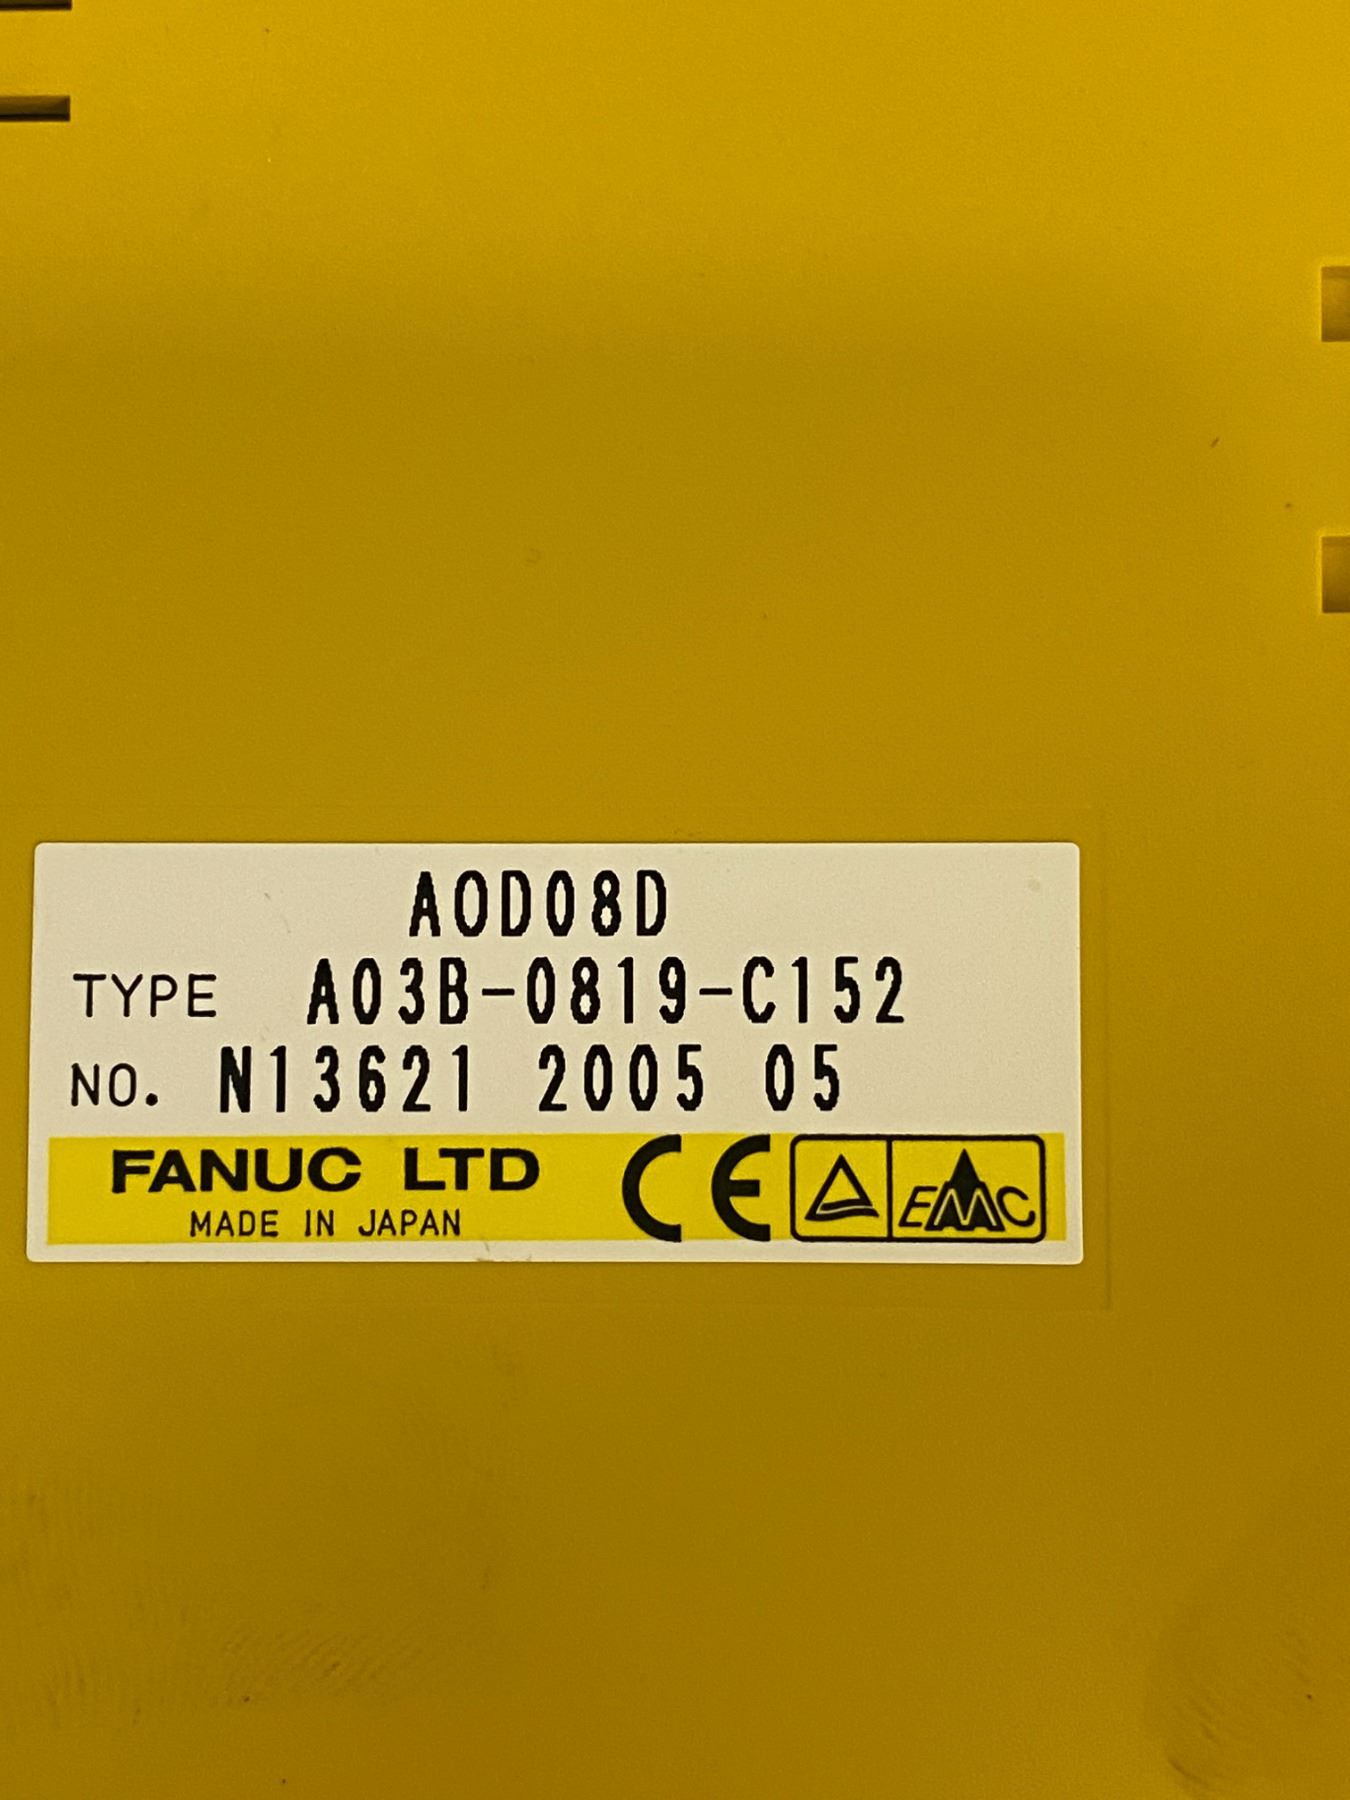 AOD08D
TYPE A03B-0819-C152
NO. N13621 2005 05
FANUC LTD CE EMC
MADE IN JAPAN